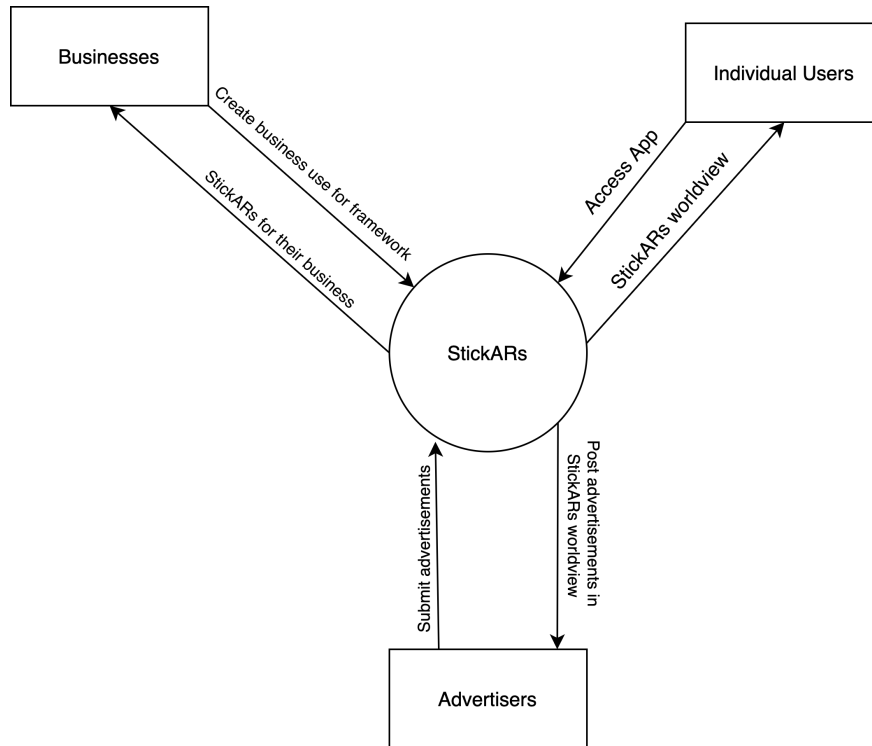 Businesses
Individual Users
Create business use for framework
StickARs for their business
Access App
StickARs worldview
StickARs
Submit advertisements
Post advertisements in
StickARs worldview
Advertisers